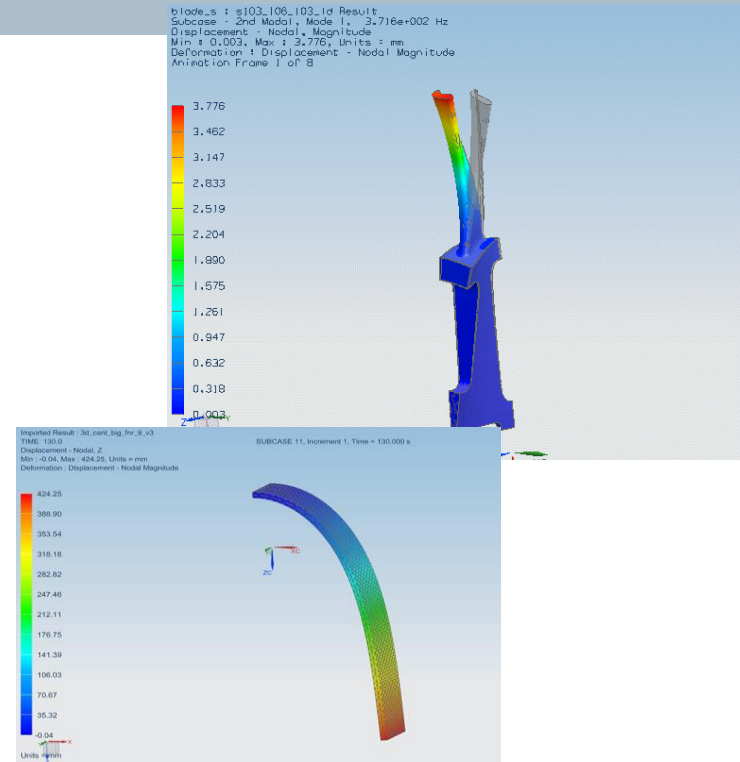 blade_s : s103_106_103_1d Result
Subcase - 2nd Modal, Mode 1, 3.716e+002 Hz
Displacement - Nodal, Magnitude
Min : 0.003, Max : 3.776, Units = mm
Deformation : Displacement - Nodal Magnitude
Animation Frame 1 of 8
3.776
3.462
3.147
2.833
2.519
2.204
1.890
1.575
1.261
0.947
0.632
0.318
0.003
Z Y
Imported Result : 3d_cant_big_fnr_9_v3
TIME 130.0
Displacement - Nodal, Z
Min : -0.04, Max : 424.25, Units = mm
Deformation : Displacement - Nodal Magnitude
SUBCASE 11, Increment 1, Time = 130.000 s
424.25
388.90
353.54
318.18
282.82
247.46
212.11
176.75
141.39
106.03
70.67
35.32
-0.04
XC
ZC
X
Units = mm